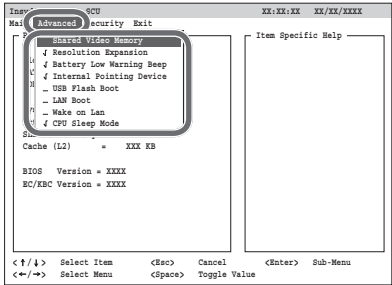 SCU XX:XX:XX XX/XX/XXXX
Advanced Security Exit
Item Specific Help
Shared Video Memory
√ Resolution Expansion
√ Battery Low Warning Beep
√ Internal Pointing Device
_ USB Flash Boot
_ LAN Boot
_ Wake on Lan
√ CPU Sleep Mode
Cache (L2) = XXX KB
BIOS Version = XXXX
EC/KBC Version = XXXX
<↑/↓> Select Item <Esc> Cancel <Enter> Sub-Menu
<←/→> Select Menu <Space> Toggle Value